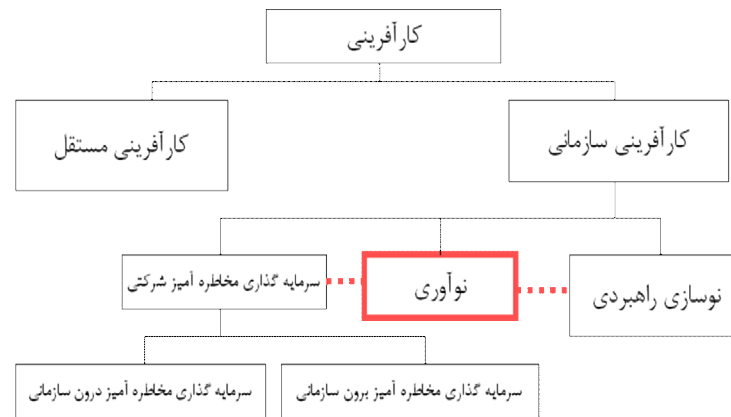 کارآفرینی
کارآفرینی سازمانی
کارآفرینی مستقل
نوسازی راهبردی
نوآوری
سرمایه گذاری مخاطره آمیز شرکتی
سرمایه گذاری مخاطره آمیز برون سازمانی
سرمایه گذاری مخاطره آمیز درون سازمانی